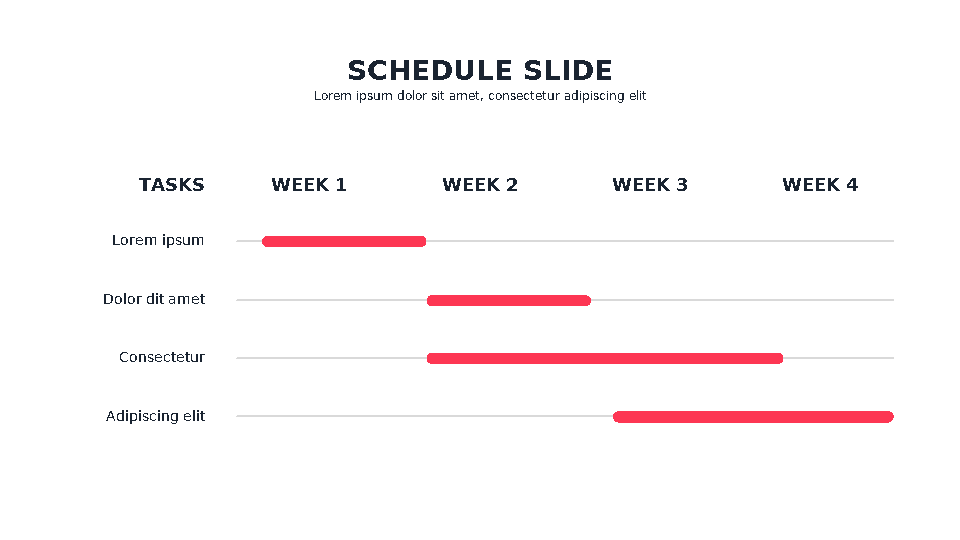 SCHEDULE SLIDE
Lorem ipsum dolor sit amet, consectetur adipiscing elit
TASKS WEEK 1 WEEK 2 WEEK 3 WEEK 4
Lorem ipsum
Dolor dit amet
Consectetur
Adipiscing elit